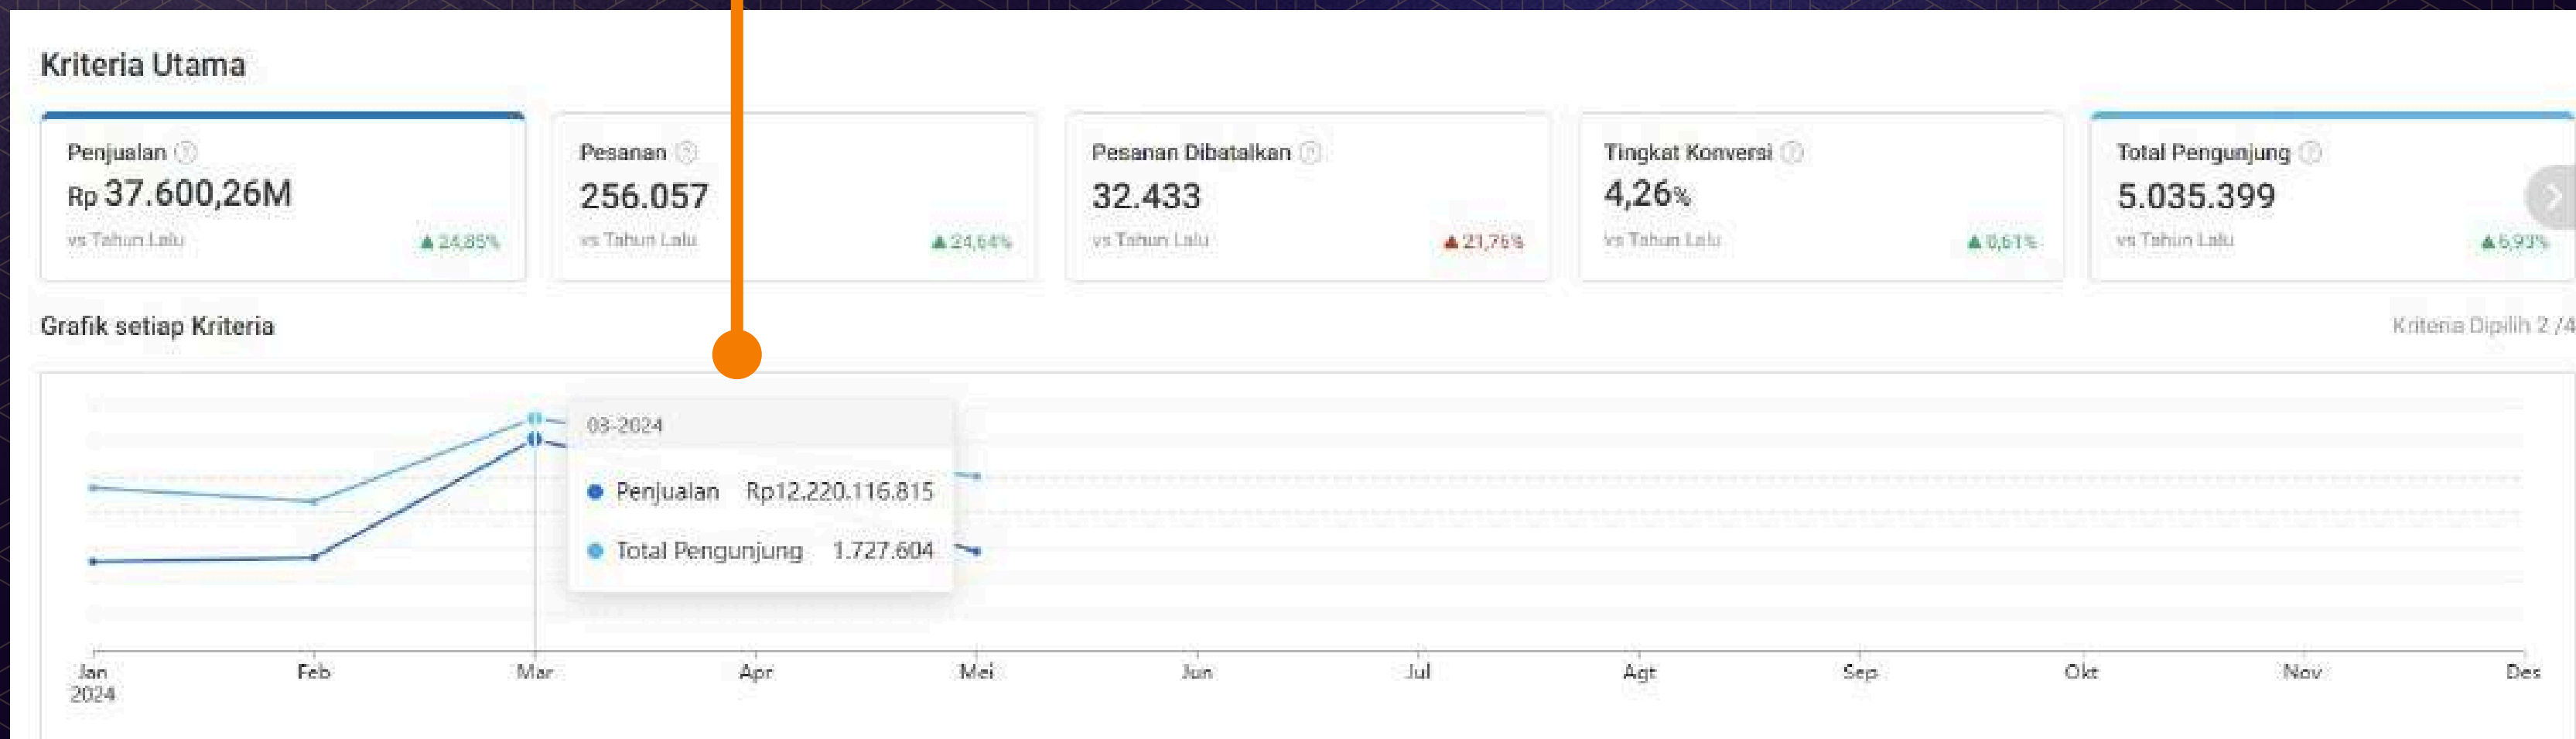 Kriteria Utama
Penjualan
Rp 37.600,26M
vs Tahun Lalu 24,85%
Pesanan
256.057
vs Tahun Lalu 24,64%
Pesanan Dibatalkan
32.433
vs Tahun Lalu 21,76%
Tingkat Konversi
4,26%
vs Tahun Lalu 0,61%
Total Pengunjung
5.035.399
vs Tahun Lalu 6,93%
Grafik setiap Kriteria
Kriteria Dipilih 2 /4
03-2024
Penjualan Rp12.220.116.815
Total Pengunjung 1.727.604
Jan Feb Mar Apr Mei Jun Jul Agt Sep Okt Nov Des
2024